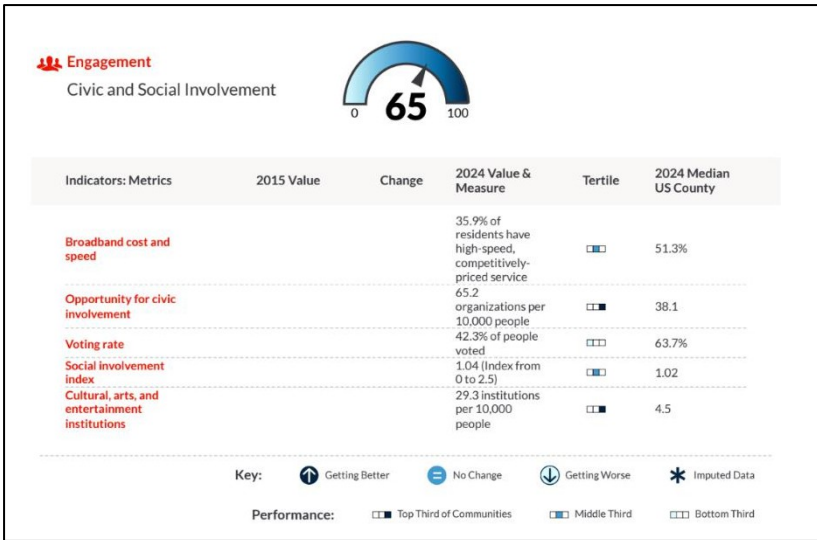 Engagement
Civic and Social Involvement
0 65 100
Indicators: Metrics 2015 Value Change 2024 Value & Measure Tertile 2024 Median US County
Broadband cost and speed
35.9% of
residents have
high-speed,
competitively-
priced service
51.3%
Opportunity for civic
involvement
65.2
organizations per
10,000 people
38.1
Voting rate
42.3% of people
voted
63.7%
Social involvement
index
1.04 (Index from
0 to 2.5)
1.02
Cultural, arts, and
entertainment
institutions
29.3 institutions
per 10,000
people
4.5
Key: Getting Better No Change Getting Worse Imputed Data
Performance: Top Third of Communities Middle Third Bottom Third